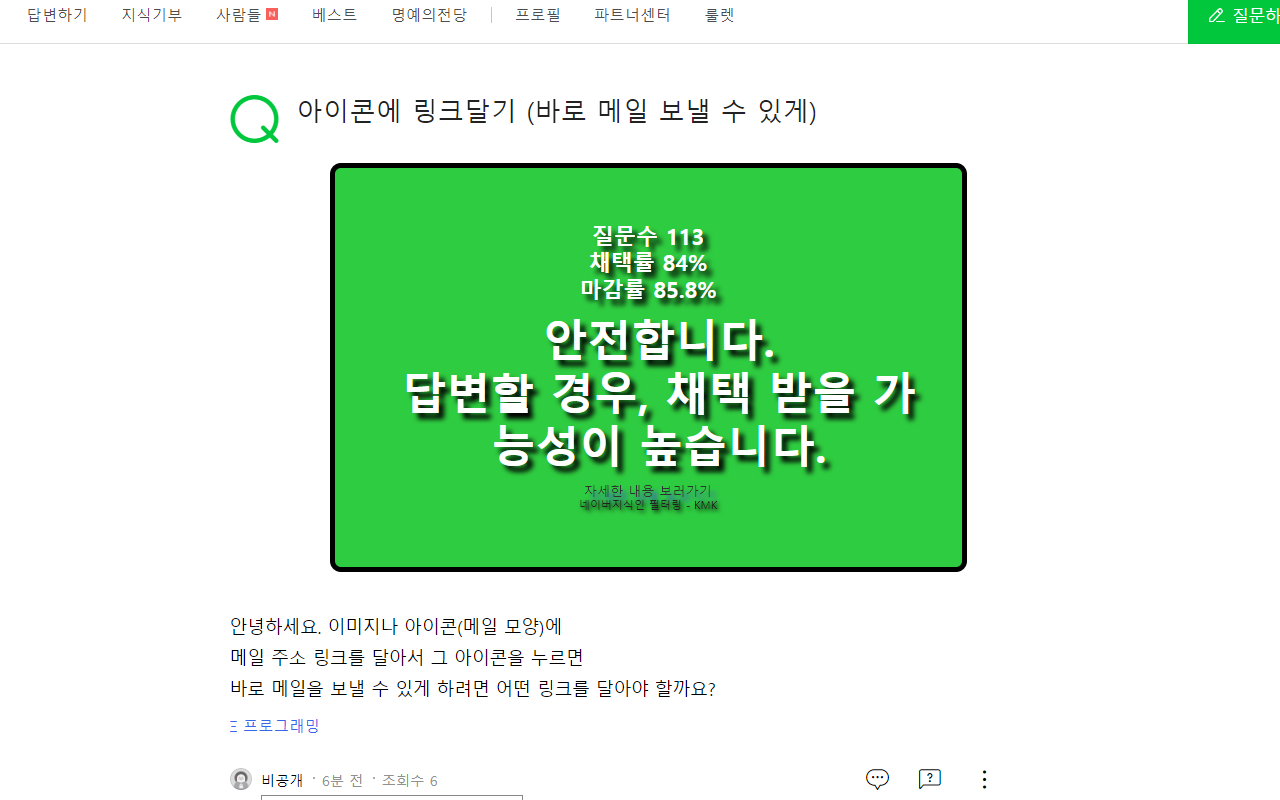 답변하기 지식기부 사람들 N 베스트 명예의전당 프로필 파트너센터 룰렛 질문하
아이콘에 링크달기 (바로 메일 보낼 수 있게)
질문수 113
채택률 84%
마감률 85.8%
안전합니다.
답변할 경우, 채택 받을 가
능성이 높습니다.
자세한 내용 보러가기
네이버지식인 필터링 - KMK
안녕하세요. 이미지나 아이콘(메일 모양)에
메일 주소 링크를 달아서 그 아이콘을 누르면
바로 메일을 보낼 수 있게 하려면 어떤 링크를 달아야 할까요?
프로그래밍
비공개 · 6분 전 · 조회수 6